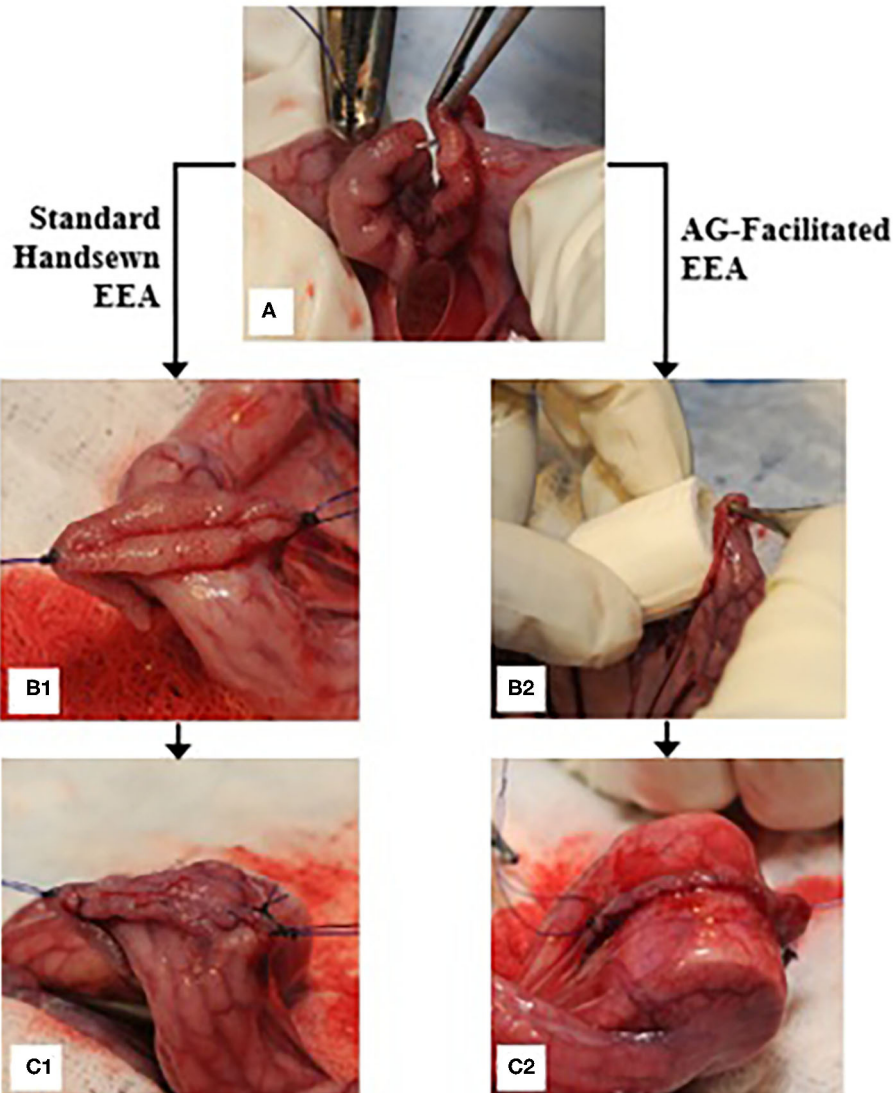 Standard
Handsewn
EEA
AG-Facilitated
EEA
A
B1
B2
C1
C2